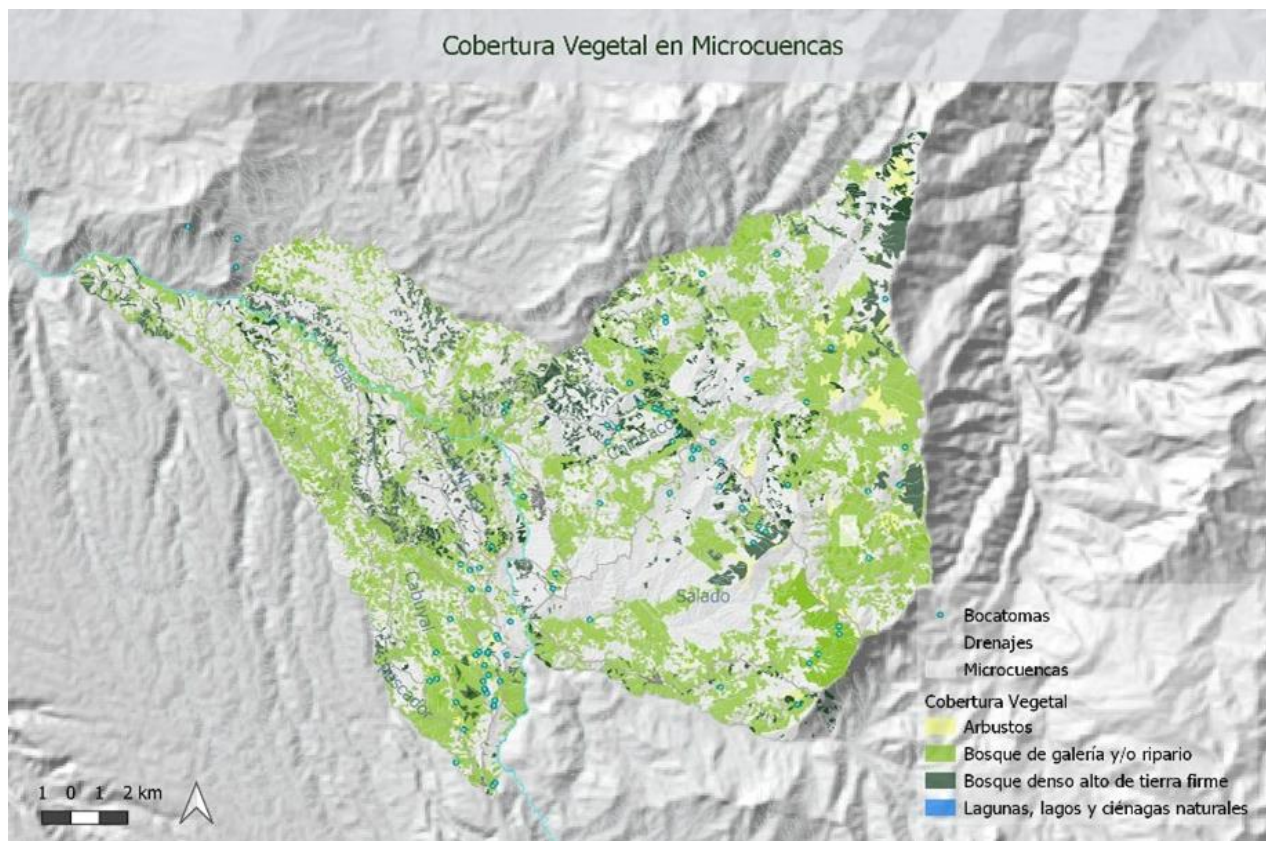 Cobertura Vegetal en Microcuencas
Salado
Cabuyal
Pescador
Bocatomas
Drenajes
Microcuencas
Cobertura Vegetal
Arbustos
Bosque de galería y/o ripario
Bosque denso alto de tierra firme
Lagunas, lagos y ciénagas naturales
1 0 1 2 km